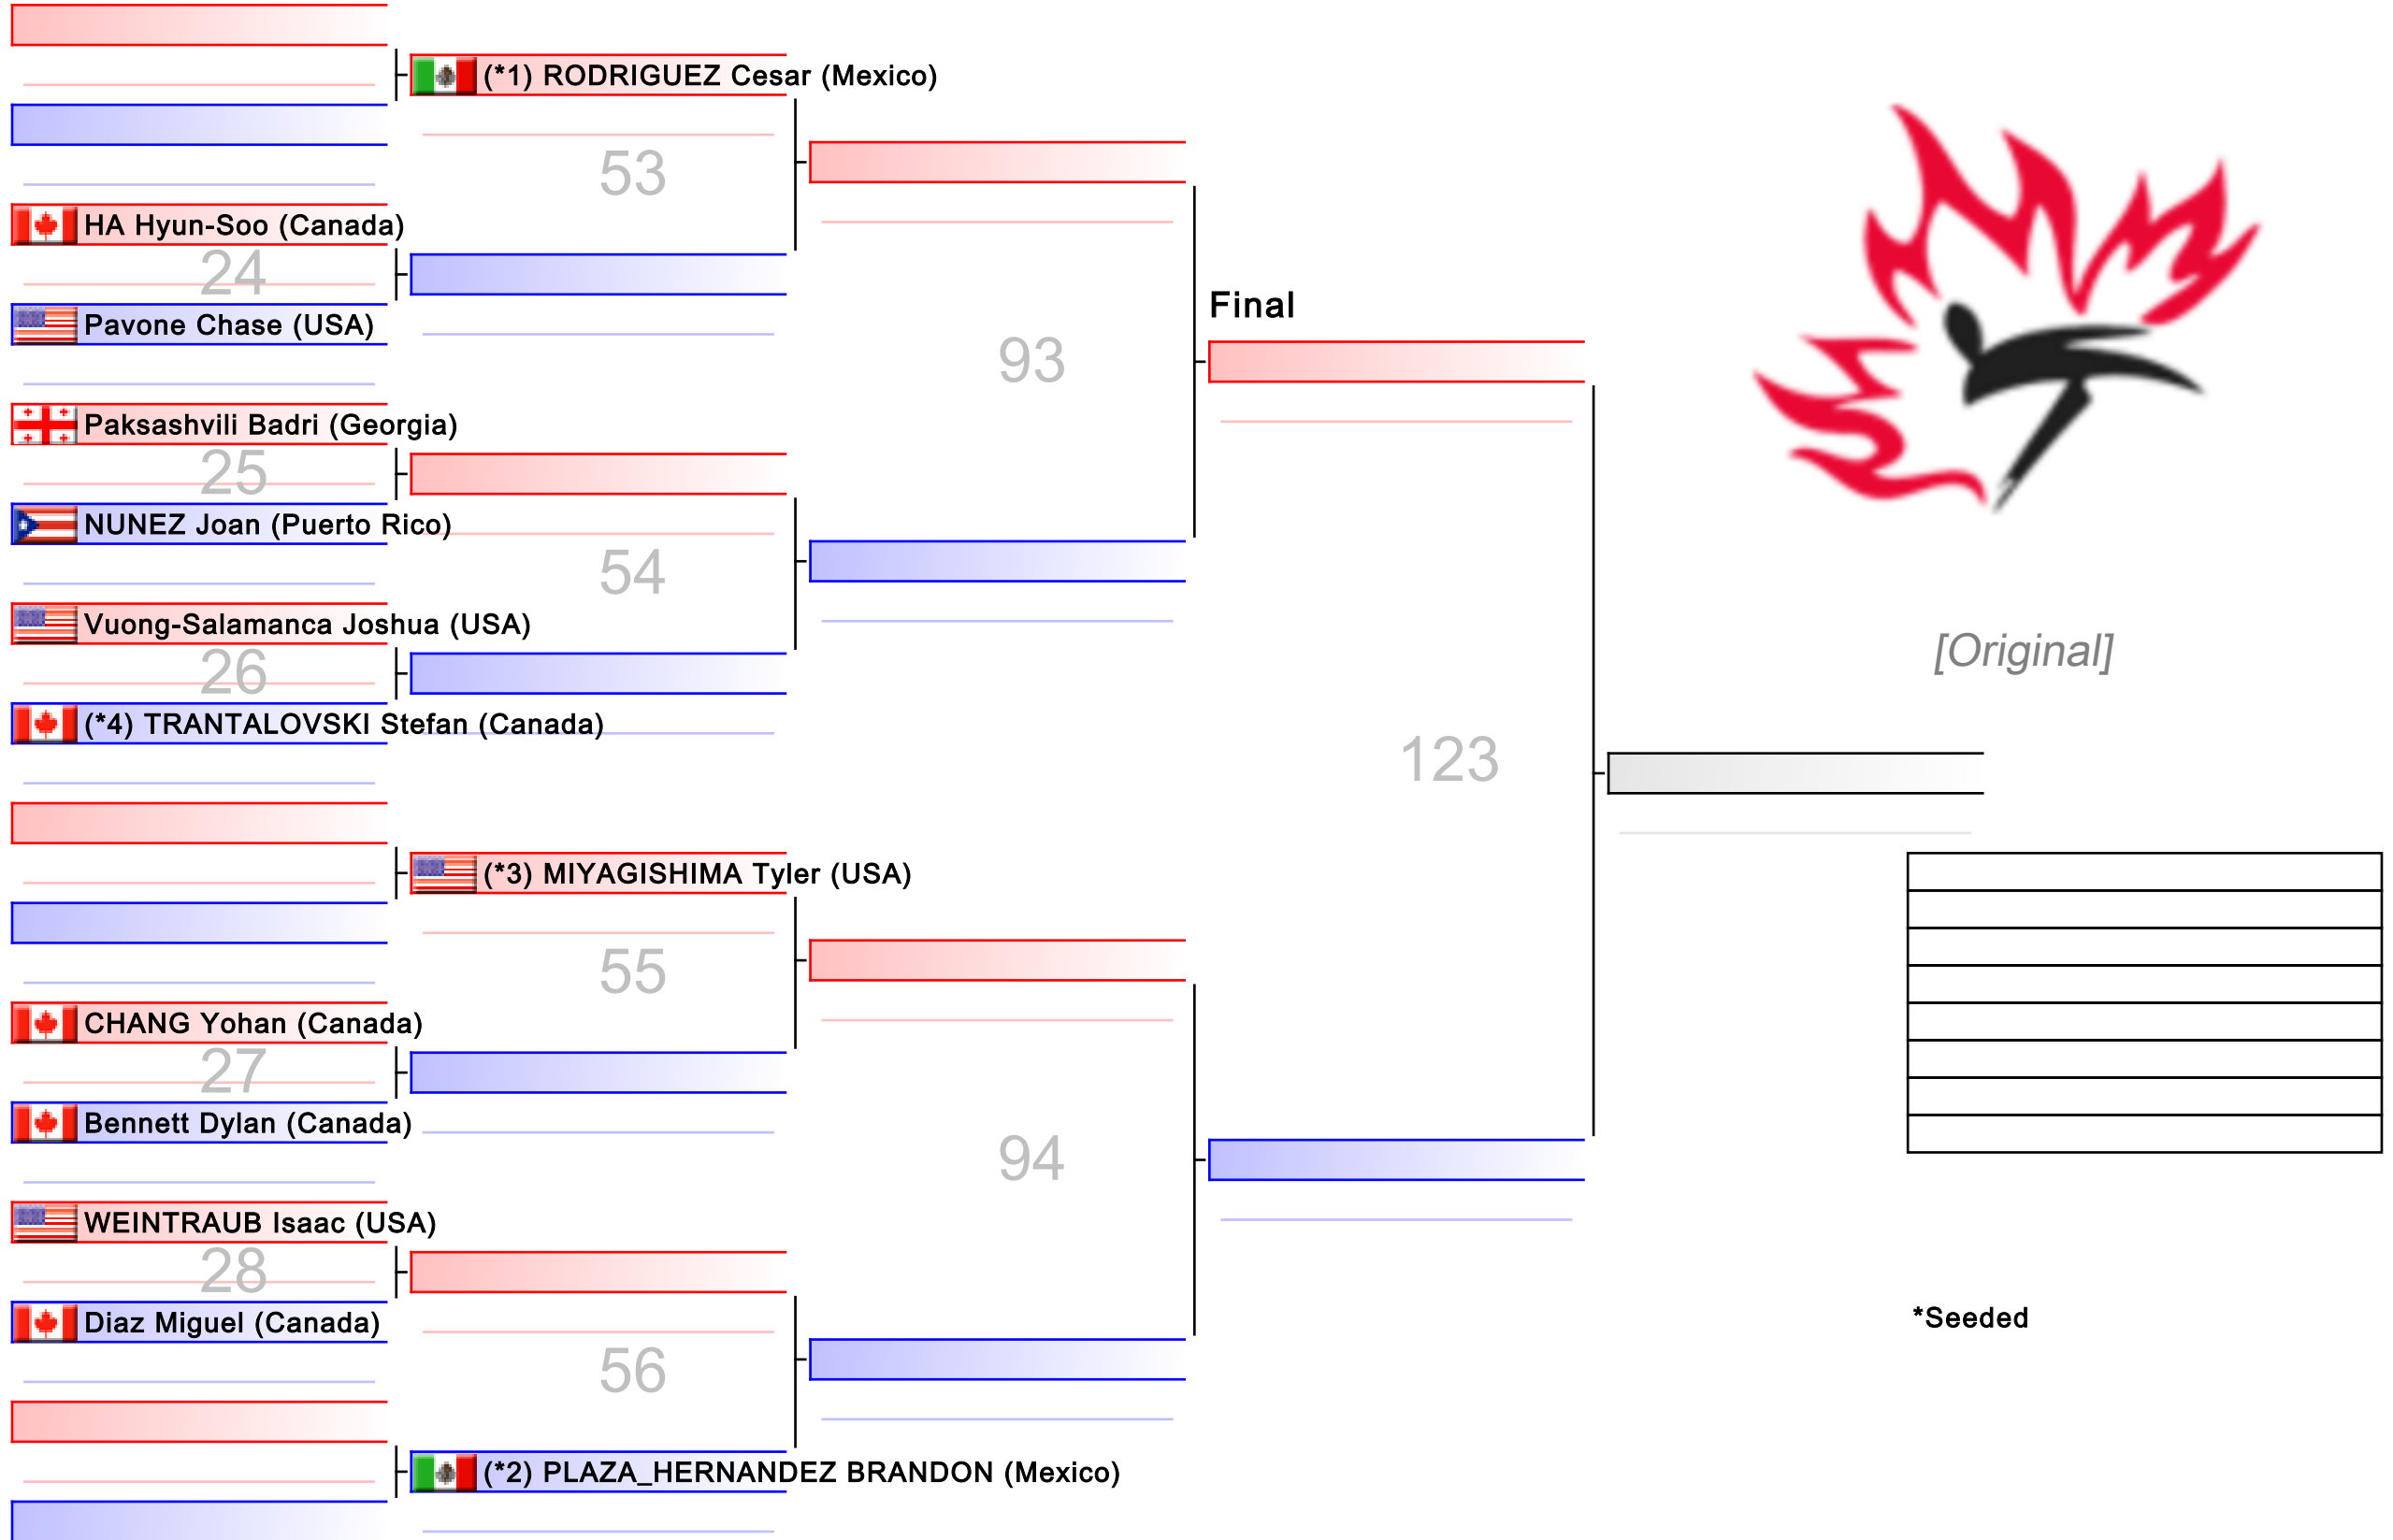 (*1) RODRIGUEZ Cesar (Mexico)
53
HA Hyun-Soo (Canada)
24
Pavone Chase (USA)
Final
93
Paksashvili Badri (Georgia)
25
NUNEZ Joan (Puerto Rico)
54
Vuong-Salamanca Joshua (USA)
26
(*4) TRANTALOVSKI Stefan (Canada)
[Original]
123
(*3) MIYAGISHIMA Tyler (USA)
55
CHANG Yohan (Canada)
27
Bennett Dylan (Canada)
94
WEINTRAUB Isaac (USA)
28
Diaz Miguel (Canada)
*Seeded
56
(*2) PLAZA_HERNANDEZ BRANDON (Mexico)